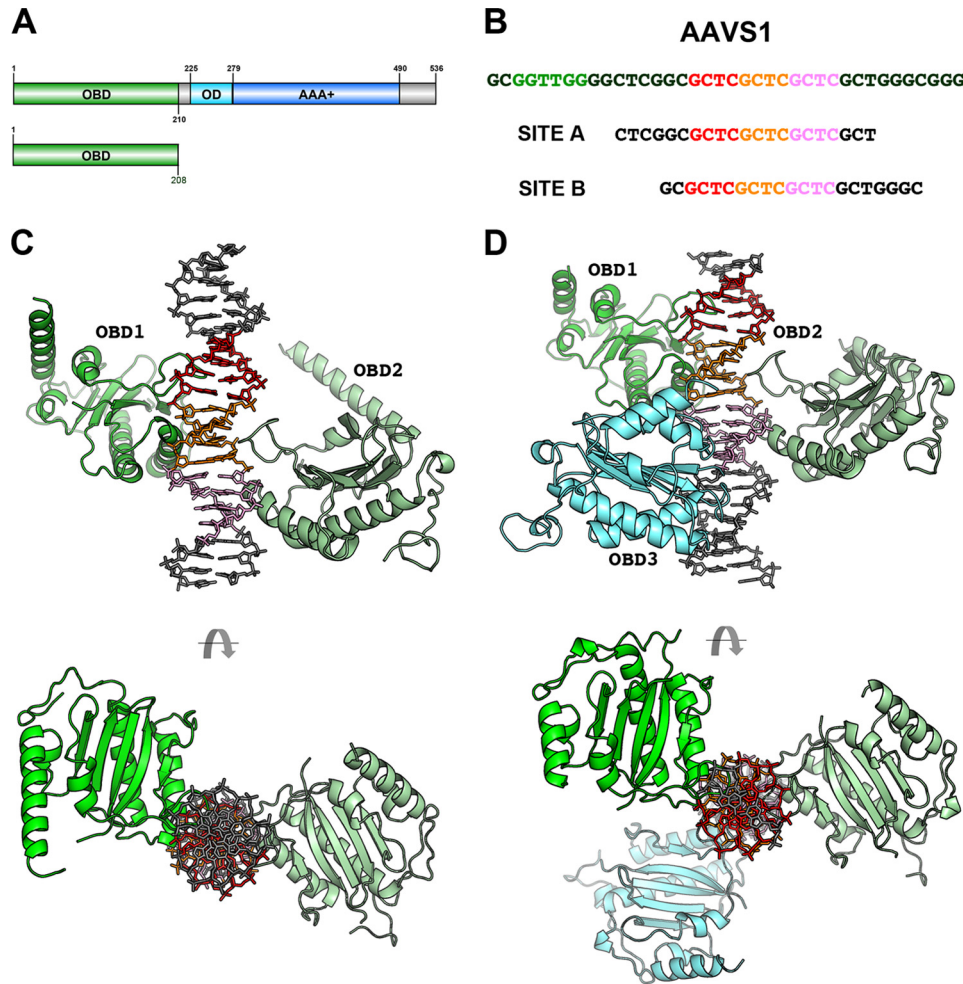 A
1 225 279 490 536
OBD OD AAA+
210
1
OBD
208
B
AAVS1
GCGGTTGGGGCTCGGCGCTCGCTCGCTCGCTGGGCGGG
SITE A CTCGGCGCTCGCTCGCTCGCT
SITE B GCGCTCGCTCGCTCGCTGGGC
C
OBD1
OBD2
D
OBD1
OBD2
OBD3